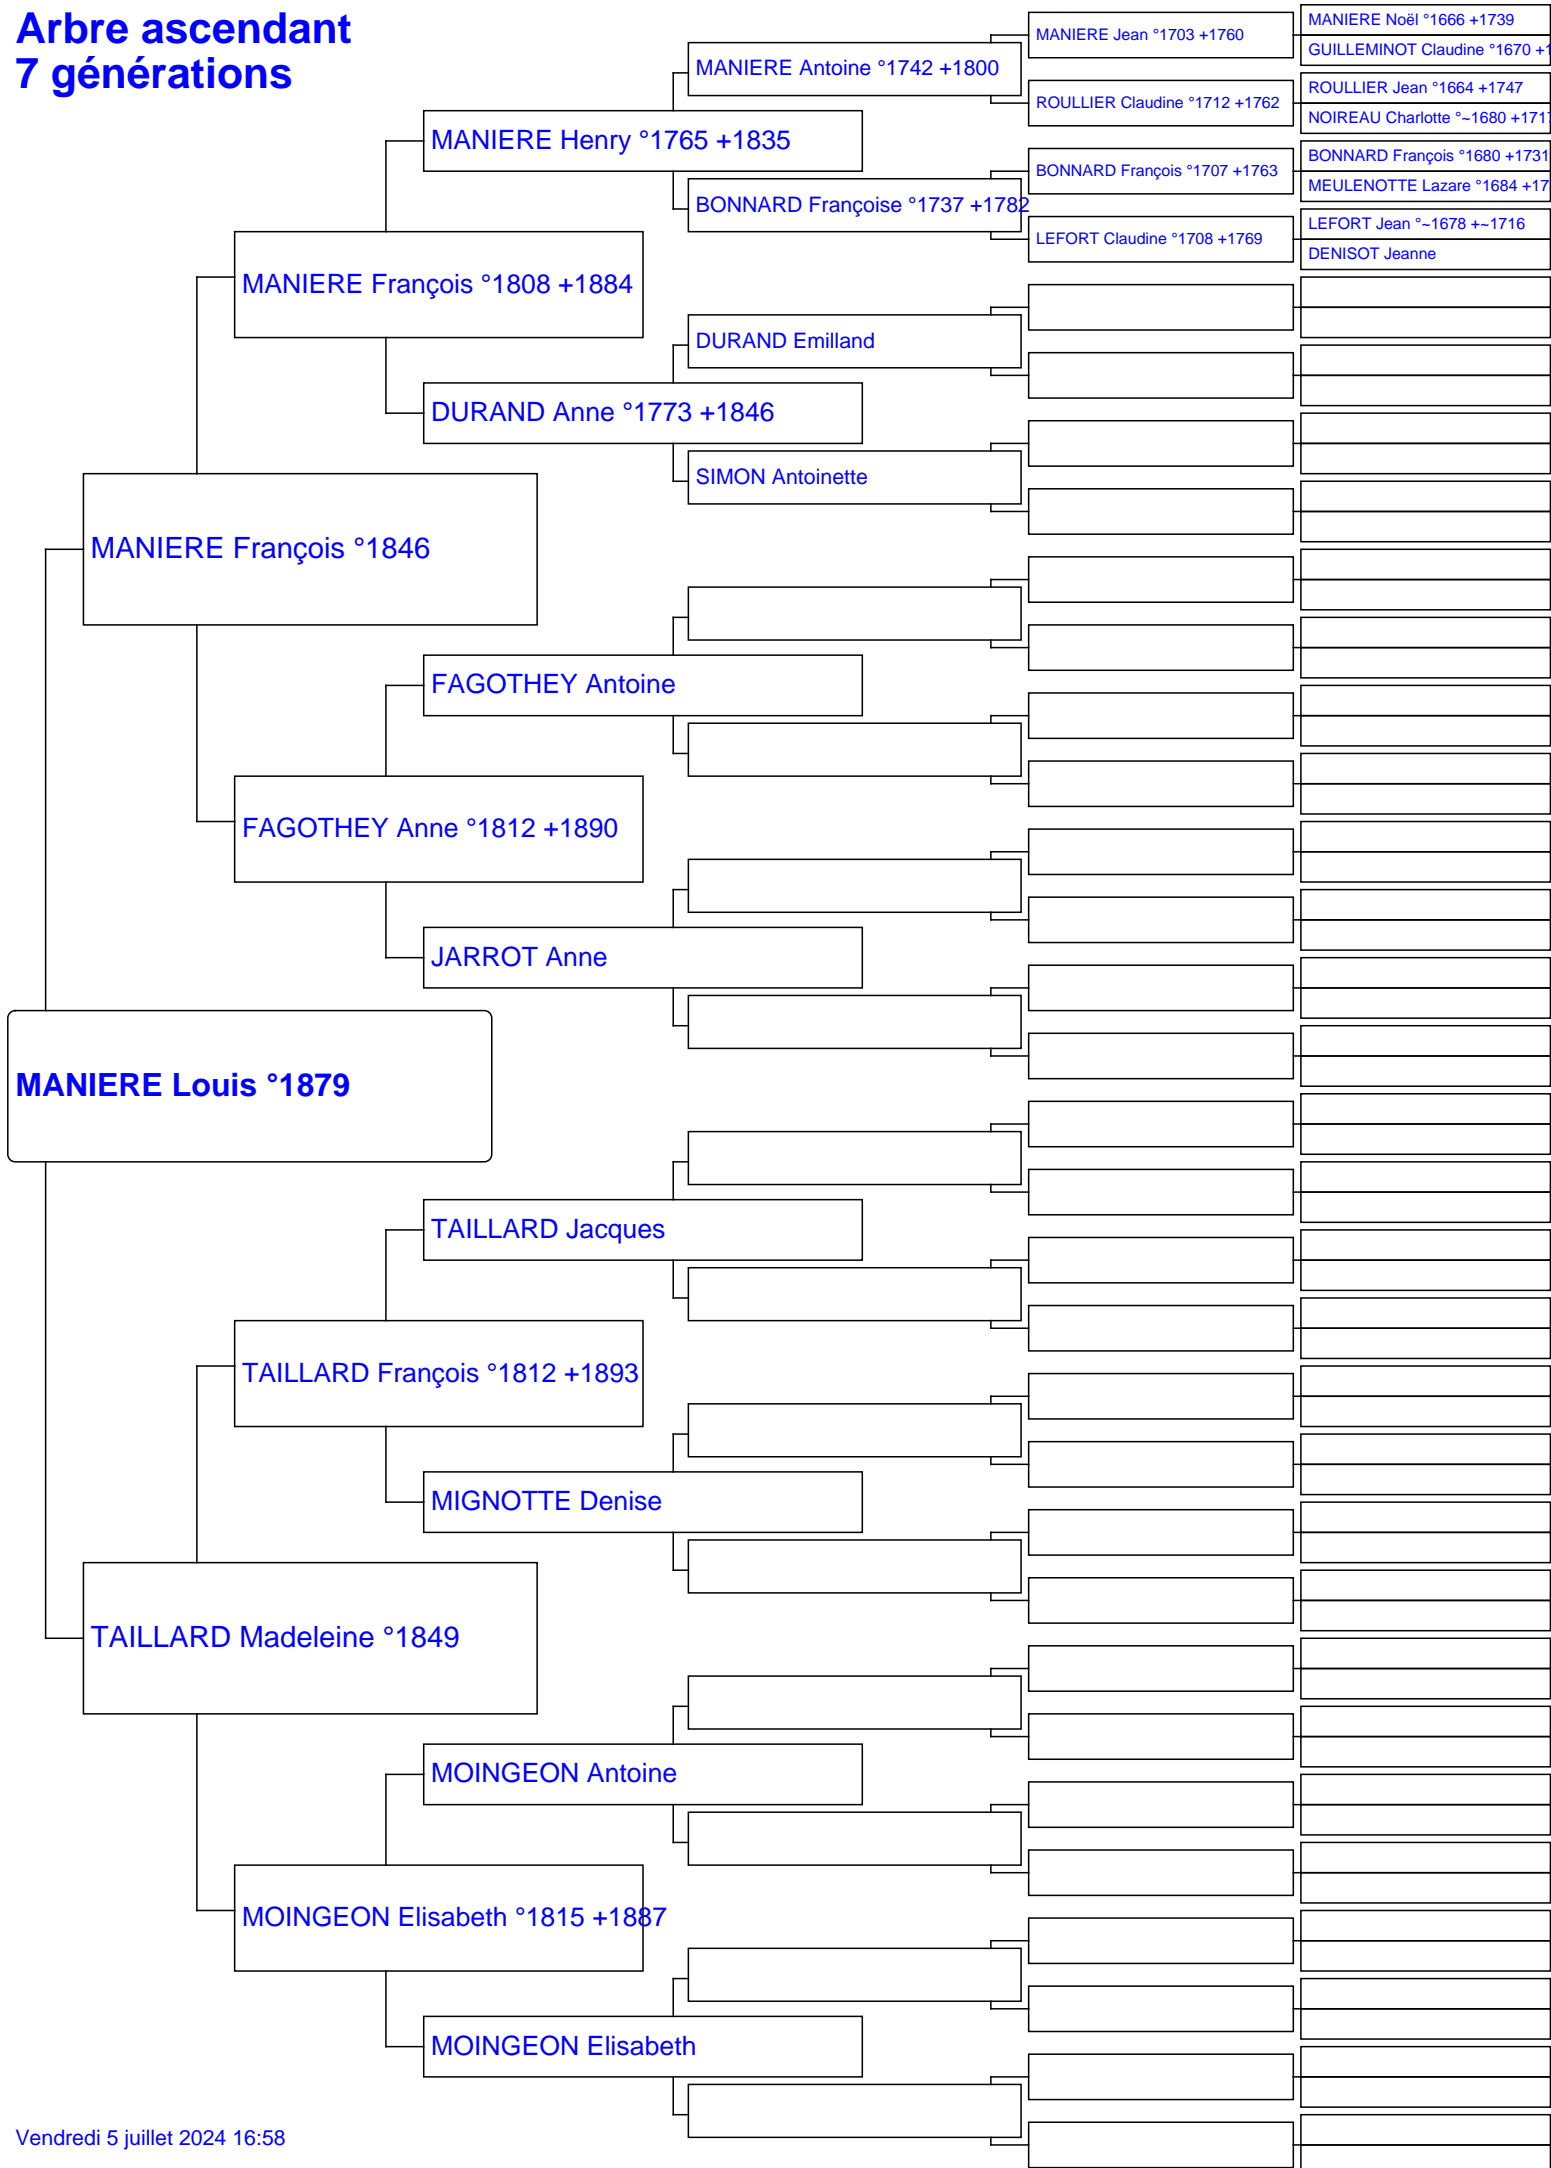 Arbre ascendant
7 générations
MANIERE Louis °1879
MANIERE François °1846
TAILLARD Madeleine °1849
MANIERE François °1808 +1884
FAGOTHEY Anne °1812 +1890
TAILLARD François °1812 +1893
MOINGEON Elisabeth °1815 +1887
MANIERE Henry °1765 +1835
DURAND Anne °1773 +1846
FAGOTHEY Antoine
JARROT Anne
TAILLARD Jacques
MIGNOTTE Denise
MOINGEON Antoine
MOINGEON Elisabeth
MANIERE Antoine °1742 +1800
BONNARD Françoise °1737 +1782
DURAND Emilland
SIMON Antoinette
MANIERE Jean °1703 +1760
ROULLIER Claudine °1712 +1762
BONNARD François °1707 +1763
LEFORT Claudine °1708 +1769
MANIERE Noël °1666 +1739
GUILLEMINOT Claudine °1670 +1
ROULLIER Jean °1664 +1747
NOIREAU Charlotte °~1680 +1717
BONNARD François °1680 +1731
MEULENOTTE Lazare °1684 +17
LEFORT Jean °~1678 +~1716
DENISOT Jeanne
Vendredi 5 juillet 2024 16:58